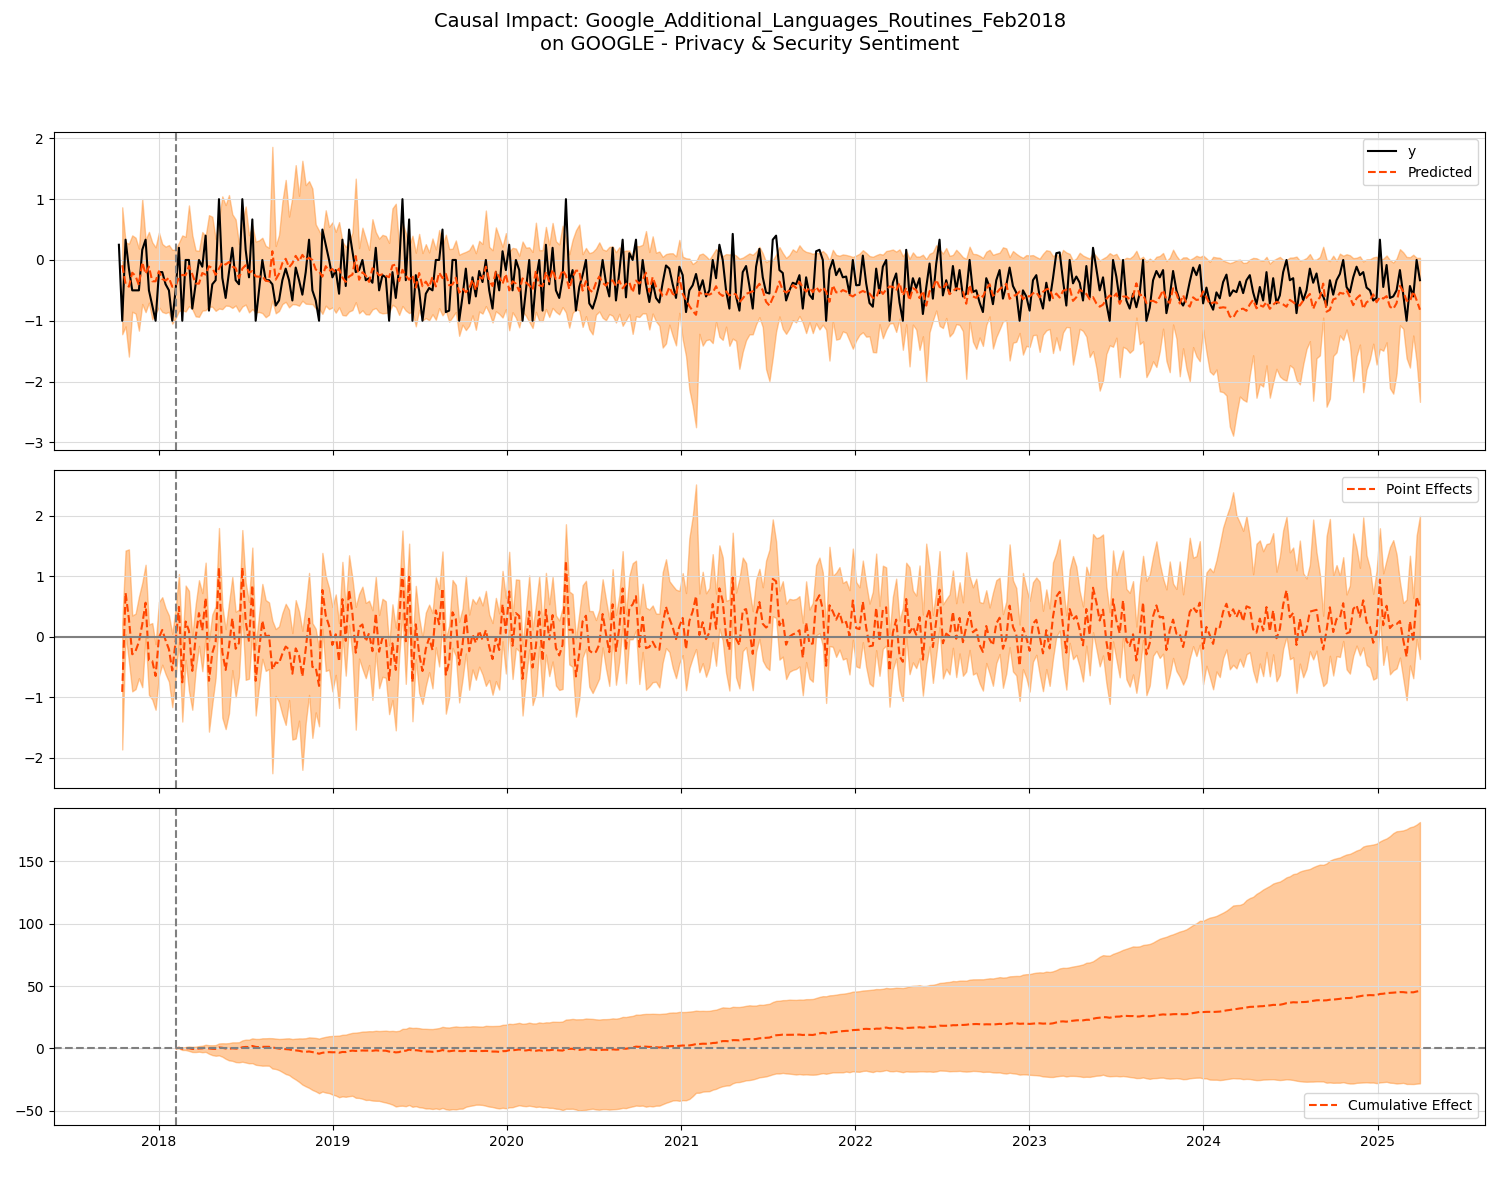 Causal Impact: Google_Additional_Languages_Routines_Feb2018
on GOOGLE - Privacy & Security Sentiment
2
1
0
−1
−2
−3
y
Predicted
2
1
0
−1
−2
Point Effects
150
100
50
0
−50
Cumulative Effect
2018 2019 2020 2021 2022 2023 2024 2025